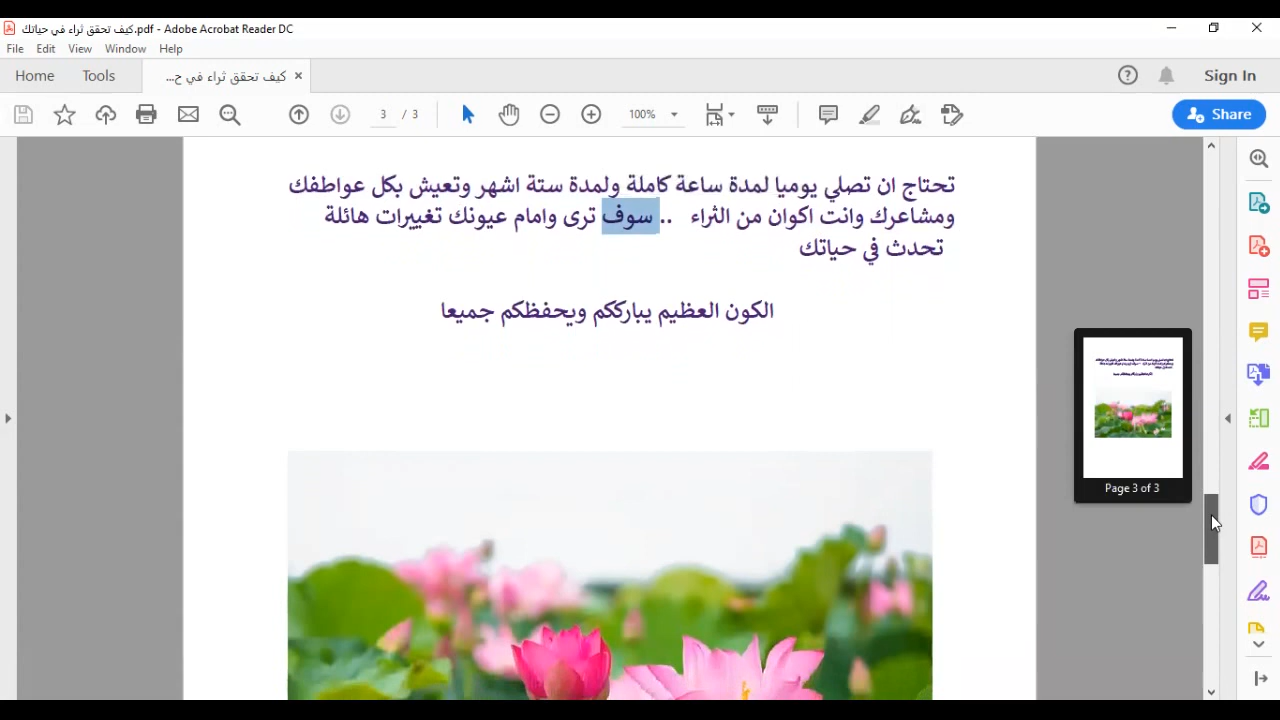 كيف تحقق ثراء في حياتك.pdf - Adobe Acrobat Reader DC
File Edit View Window Help
Home Tools كيف تحقق ثراء في ح... × Sign In
3 / 3 100% Share
تحتاج ان تصلي يوميا لمدة ساعة كاملة ولمدة ستة اشهر وتعيش بكل عواطفك
ومشاعرك وانت اكوان من الثراء .. سوف ترى وامام عيونك تغييرات هائلة
تحدث في حياتك
الكون العظيم يبارككم ويحفظكم جميعا
Page 3 of 3